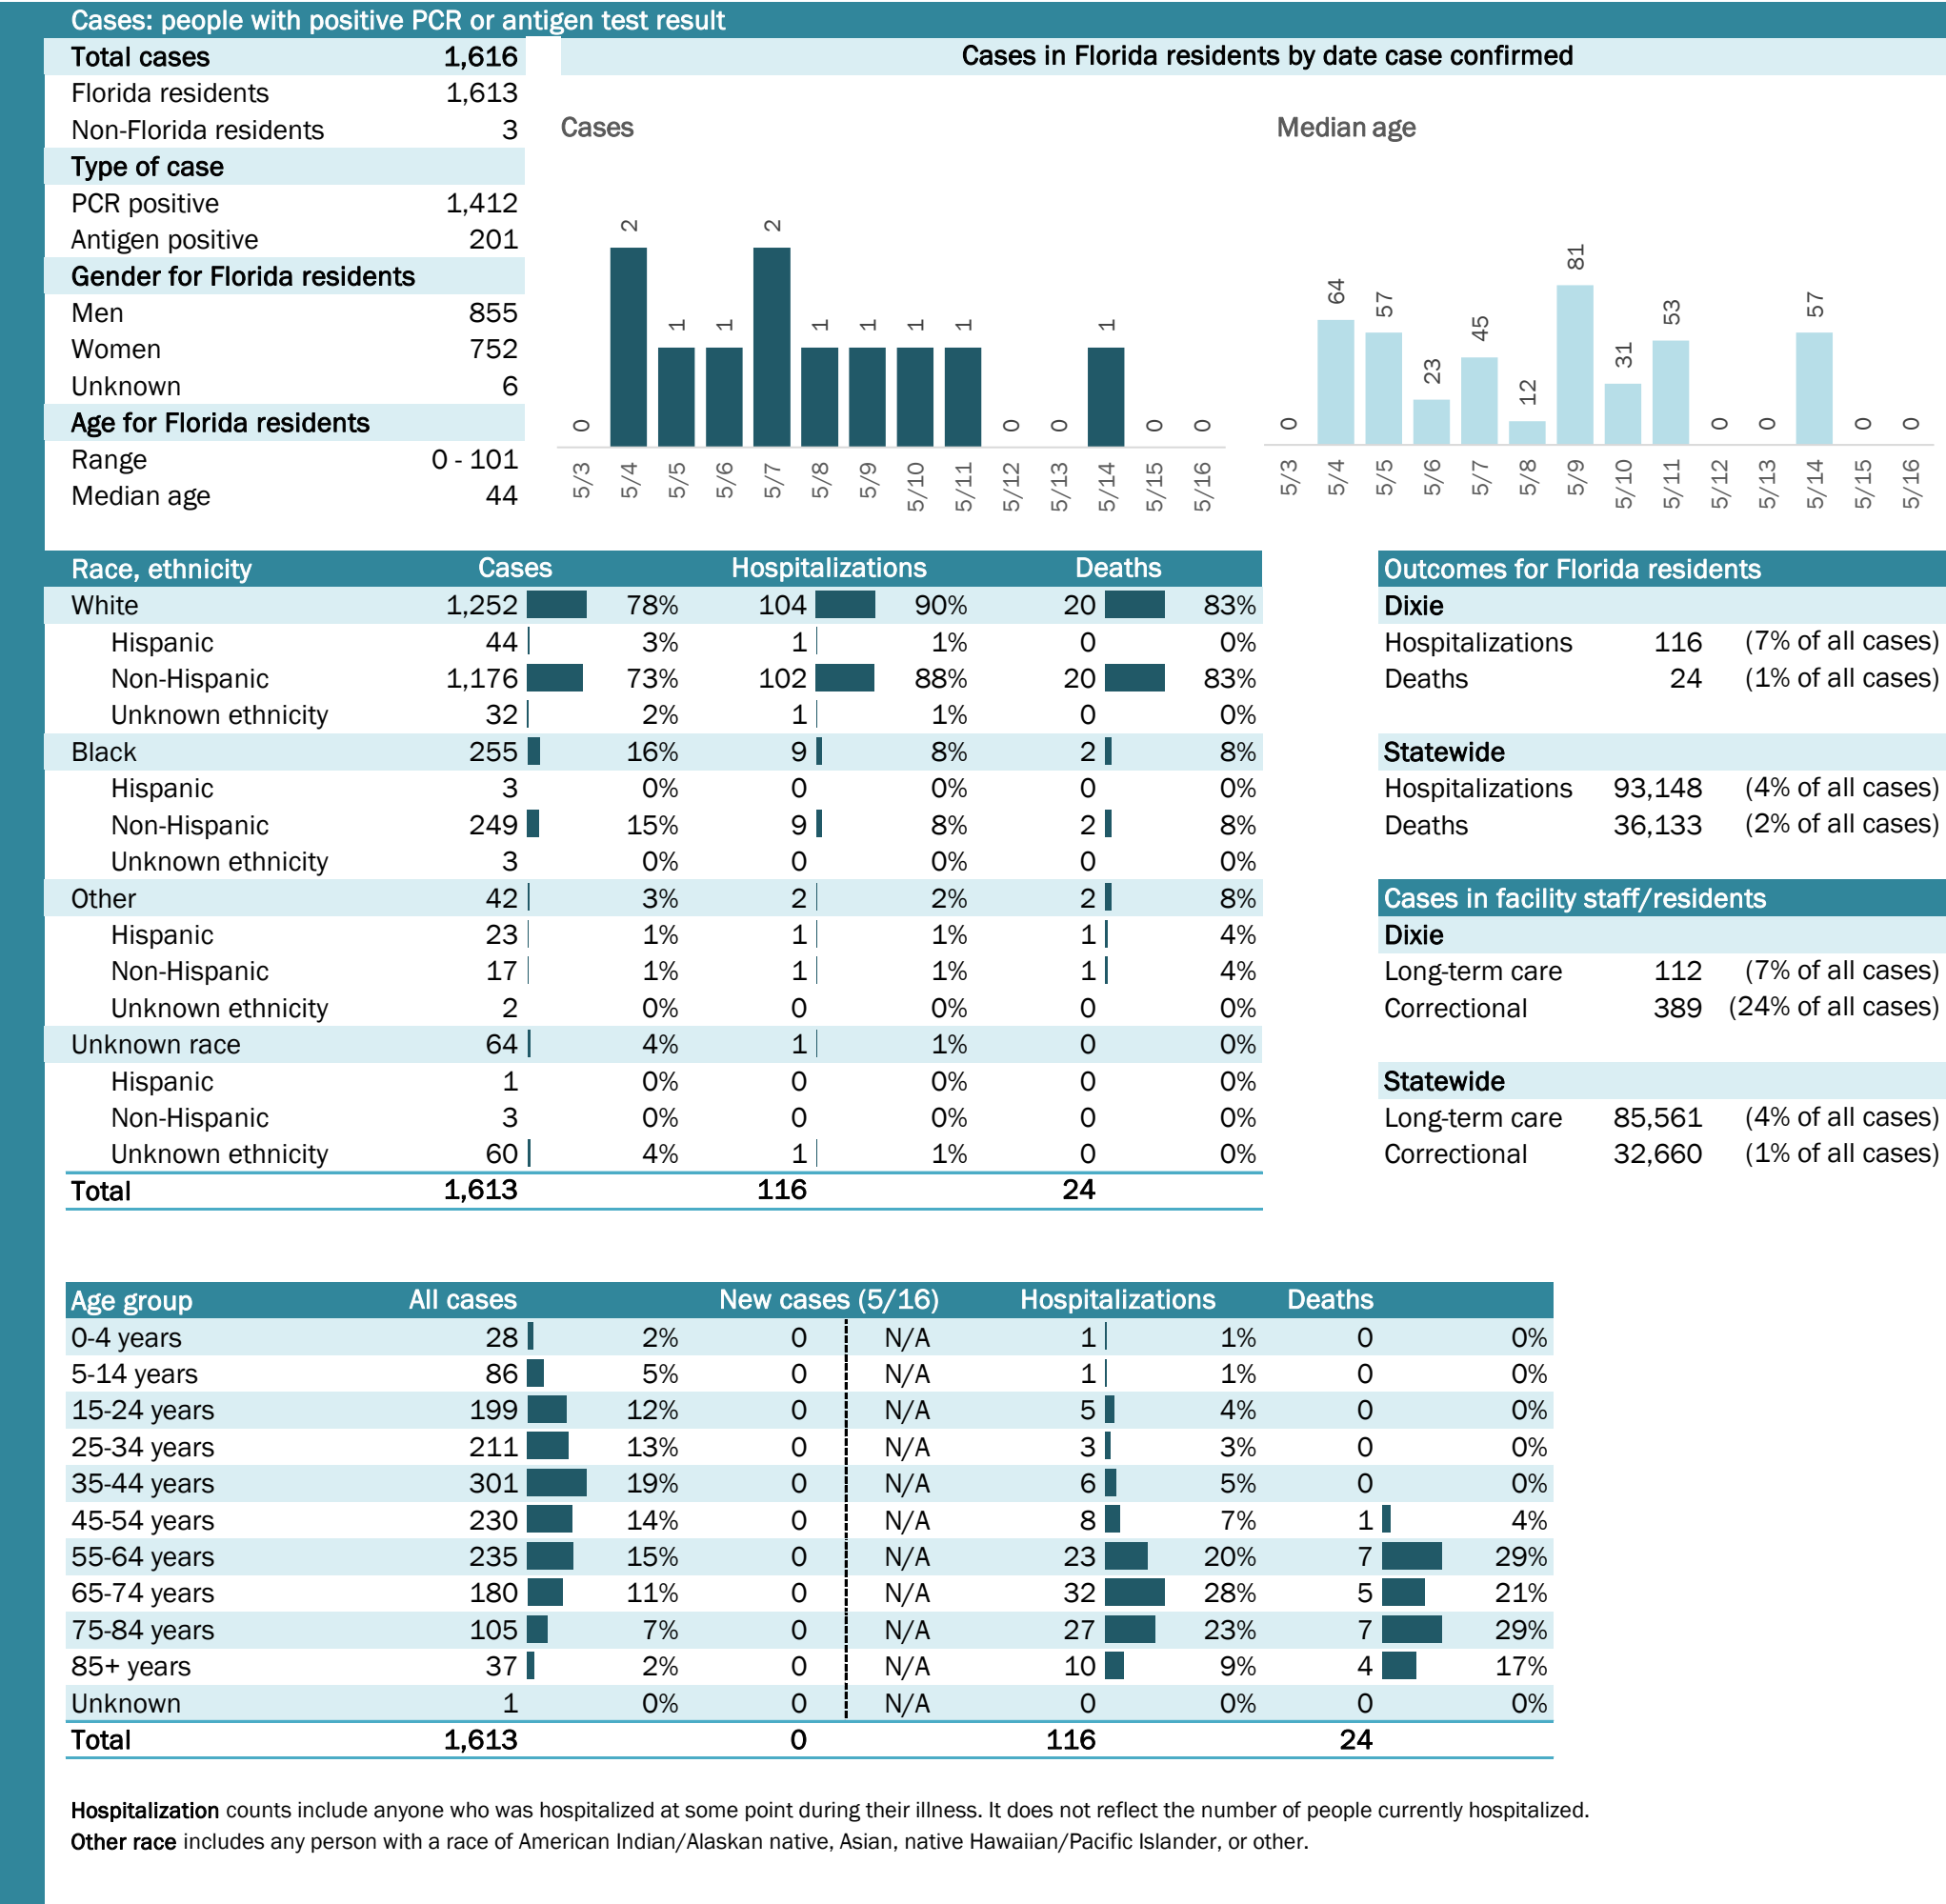 Cases: people with positive PCR or antigen test result
Total cases 1,616
Florida residents 1,613
Non-Florida residents 3
Type of case
PCR positive 1,412
Antigen positive 201
Gender for Florida residents
Men 855
Women 752
Unknown 6
Age for Florida residents
Range 0 - 101
Median age 44
Cases in Florida residents by date case confirmed
Cases
0 2 1 1 2 1 1 1 1 0 0 1 0 0
5/3 5/4 5/5 5/6 5/7 5/8 5/9 5/10 5/11 5/12 5/13 5/14 5/15 5/16
Median age
0 64 57 23 45 12 81 31 53 0 0 57 0 0
5/3 5/4 5/5 5/6 5/7 5/8 5/9 5/10 5/11 5/12 5/13 5/14 5/15 5/16
Race, ethnicity Cases Hospitalizations Deaths
White 1,252 78% 104 90% 20 83%
Hispanic 44 3% 1 1% 0 0%
Non-Hispanic 1,176 73% 102 88% 20 83%
Unknown ethnicity 32 2% 1 1% 0 0%
Black 255 16% 9 8% 2 8%
Hispanic 3 0% 0 0% 0 0%
Non-Hispanic 249 15% 9 8% 2 8%
Unknown ethnicity 3 0% 0 0% 0 0%
Other 42 3% 2 2% 2 8%
Hispanic 23 1% 1 1% 1 4%
Non-Hispanic 17 1% 1 1% 1 4%
Unknown ethnicity 2 0% 0 0% 0 0%
Unknown race 64 4% 1 1% 0 0%
Hispanic 1 0% 0 0% 0 0%
Non-Hispanic 3 0% 0 0% 0 0%
Unknown ethnicity 60 4% 1 1% 0 0%
Total 1,613 116 24
Outcomes for Florida residents
Dixie
Hospitalizations 116 (7% of all cases)
Deaths 24 (1% of all cases)
Statewide
Hospitalizations 93,148 (4% of all cases)
Deaths 36,133 (2% of all cases)
Cases in facility staff/residents
Dixie
Long-term care 112 (7% of all cases)
Correctional 389 (24% of all cases)
Statewide
Long-term care 85,561 (4% of all cases)
Correctional 32,660 (1% of all cases)
Age group All cases New cases (5/16) Hospitalizations Deaths
0-4 years 28 2% 0 N/A 1 1% 0 0%
5-14 years 86 5% 0 N/A 1 1% 0 0%
15-24 years 199 12% 0 N/A 5 4% 0 0%
25-34 years 211 13% 0 N/A 3 3% 0 0%
35-44 years 301 19% 0 N/A 6 5% 0 0%
45-54 years 230 14% 0 N/A 8 7% 1 4%
55-64 years 235 15% 0 N/A 23 20% 7 29%
65-74 years 180 11% 0 N/A 32 28% 5 21%
75-84 years 105 7% 0 N/A 27 23% 7 29%
85+ years 37 2% 0 N/A 10 9% 4 17%
Unknown 1 0% 0 N/A 0 0% 0 0%
Total 1,613 0 116 24
Hospitalization counts include anyone who was hospitalized at some point during their illness. It does not reflect the number of people currently hospitalized.
Other race includes any person with a race of American Indian/Alaskan native, Asian, native Hawaiian/Pacific Islander, or other.